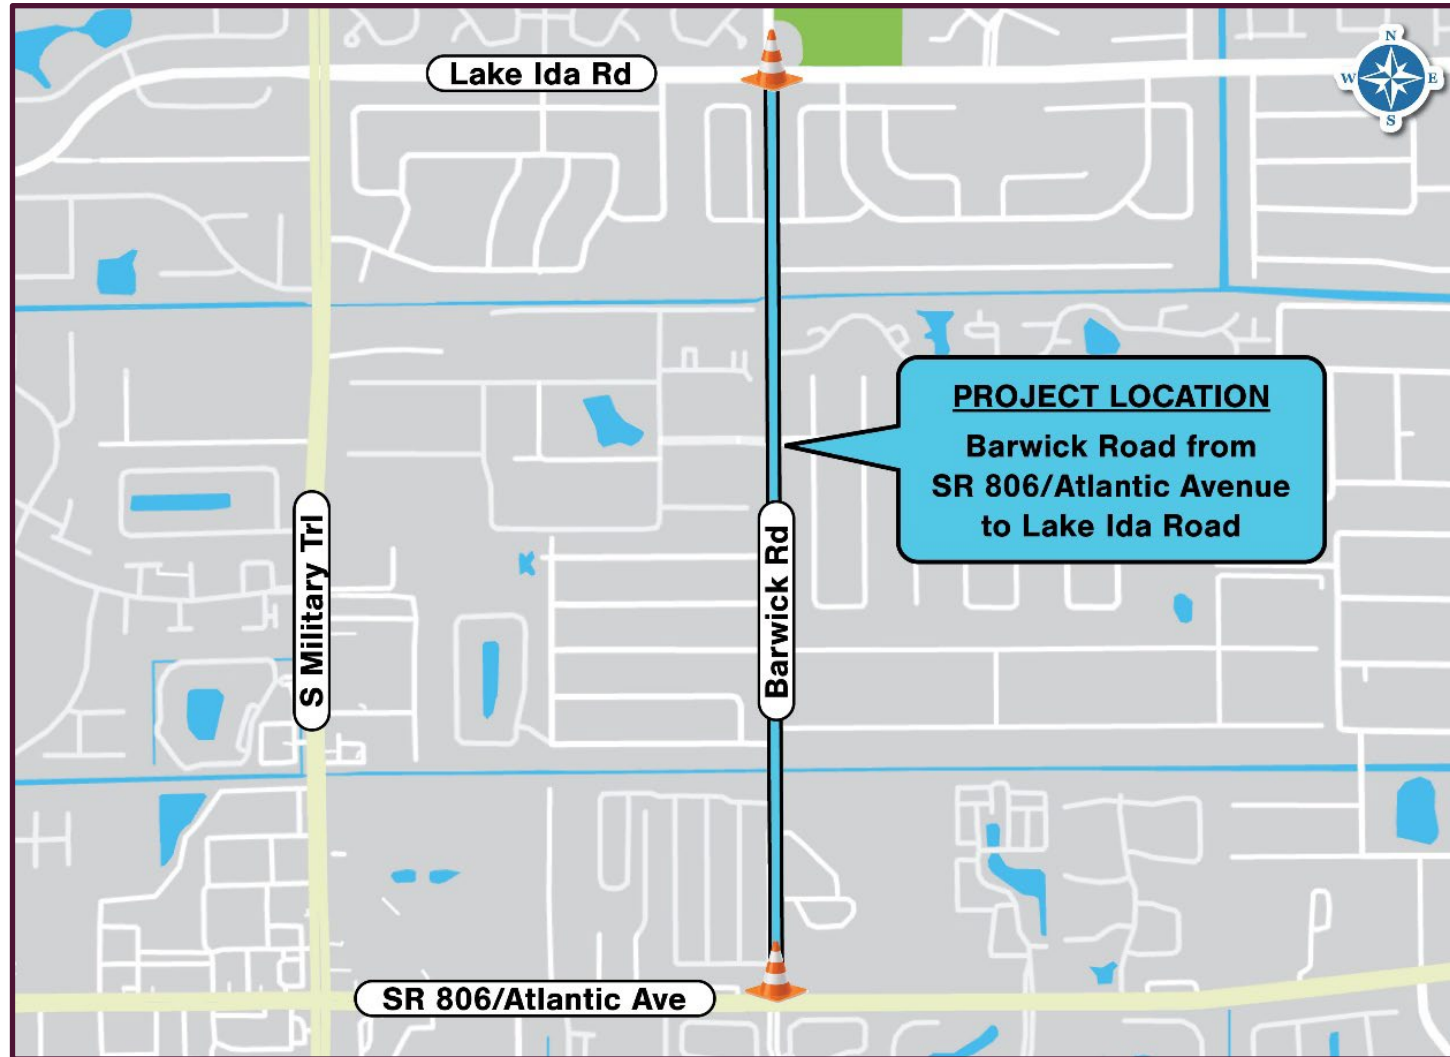 N
W E
S
Lake Ida Rd
PROJECT LOCATION
Barwick Road from
SR 806/Atlantic Avenue
to Lake Ida Road
S Military Trl
Barwick Rd
SR 806/Atlantic Ave